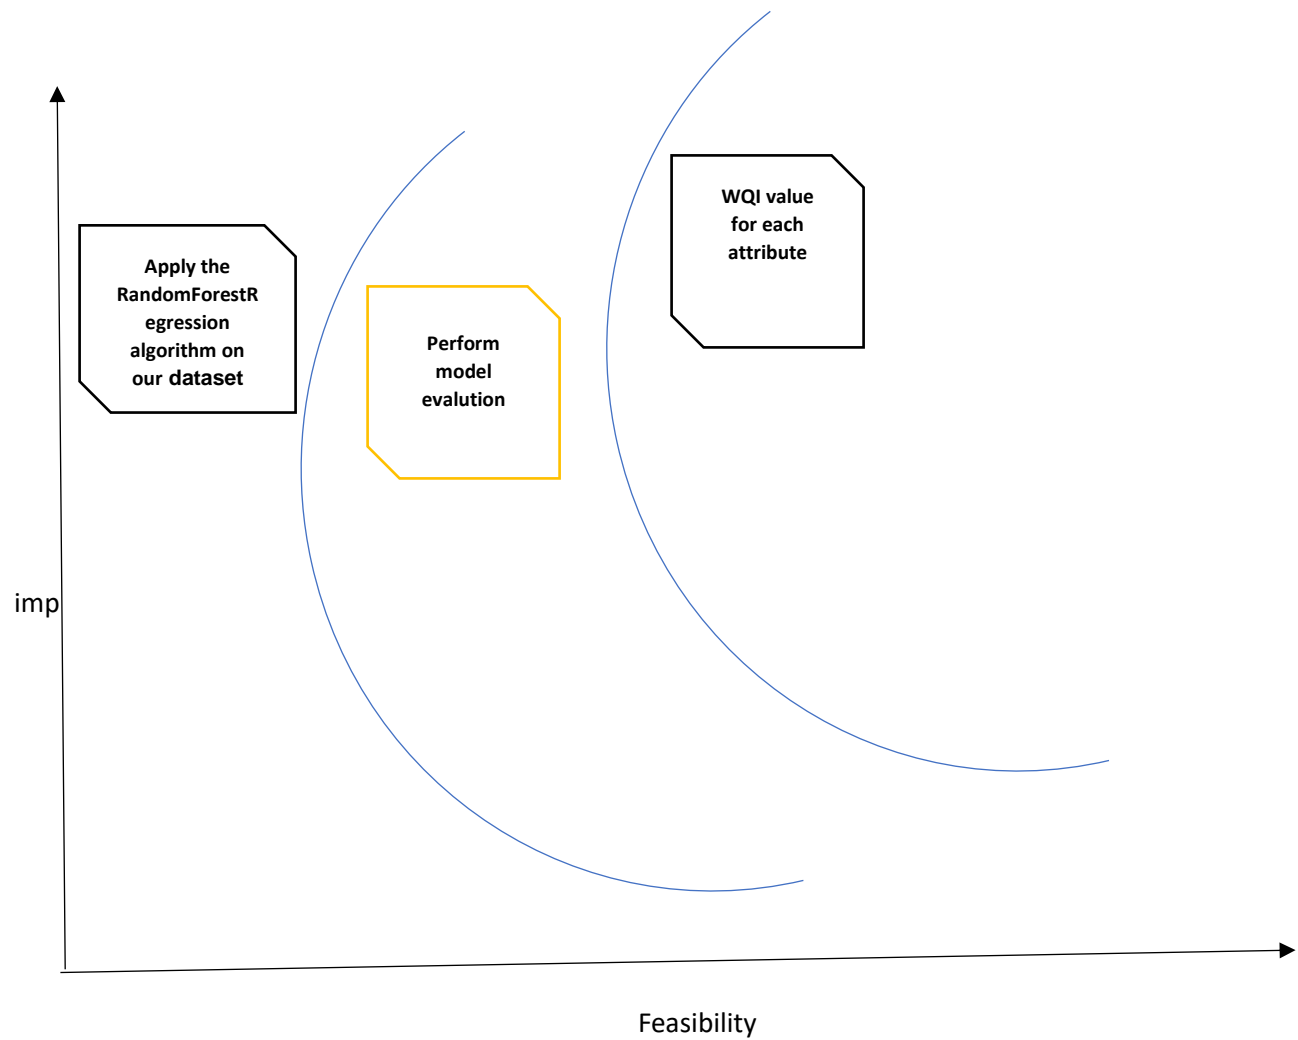 WQI value
for each
attribute
Apply the
RandomForestR
egression
algorithm on
our dataset
Perform
model
evalution
imp
Feasibility